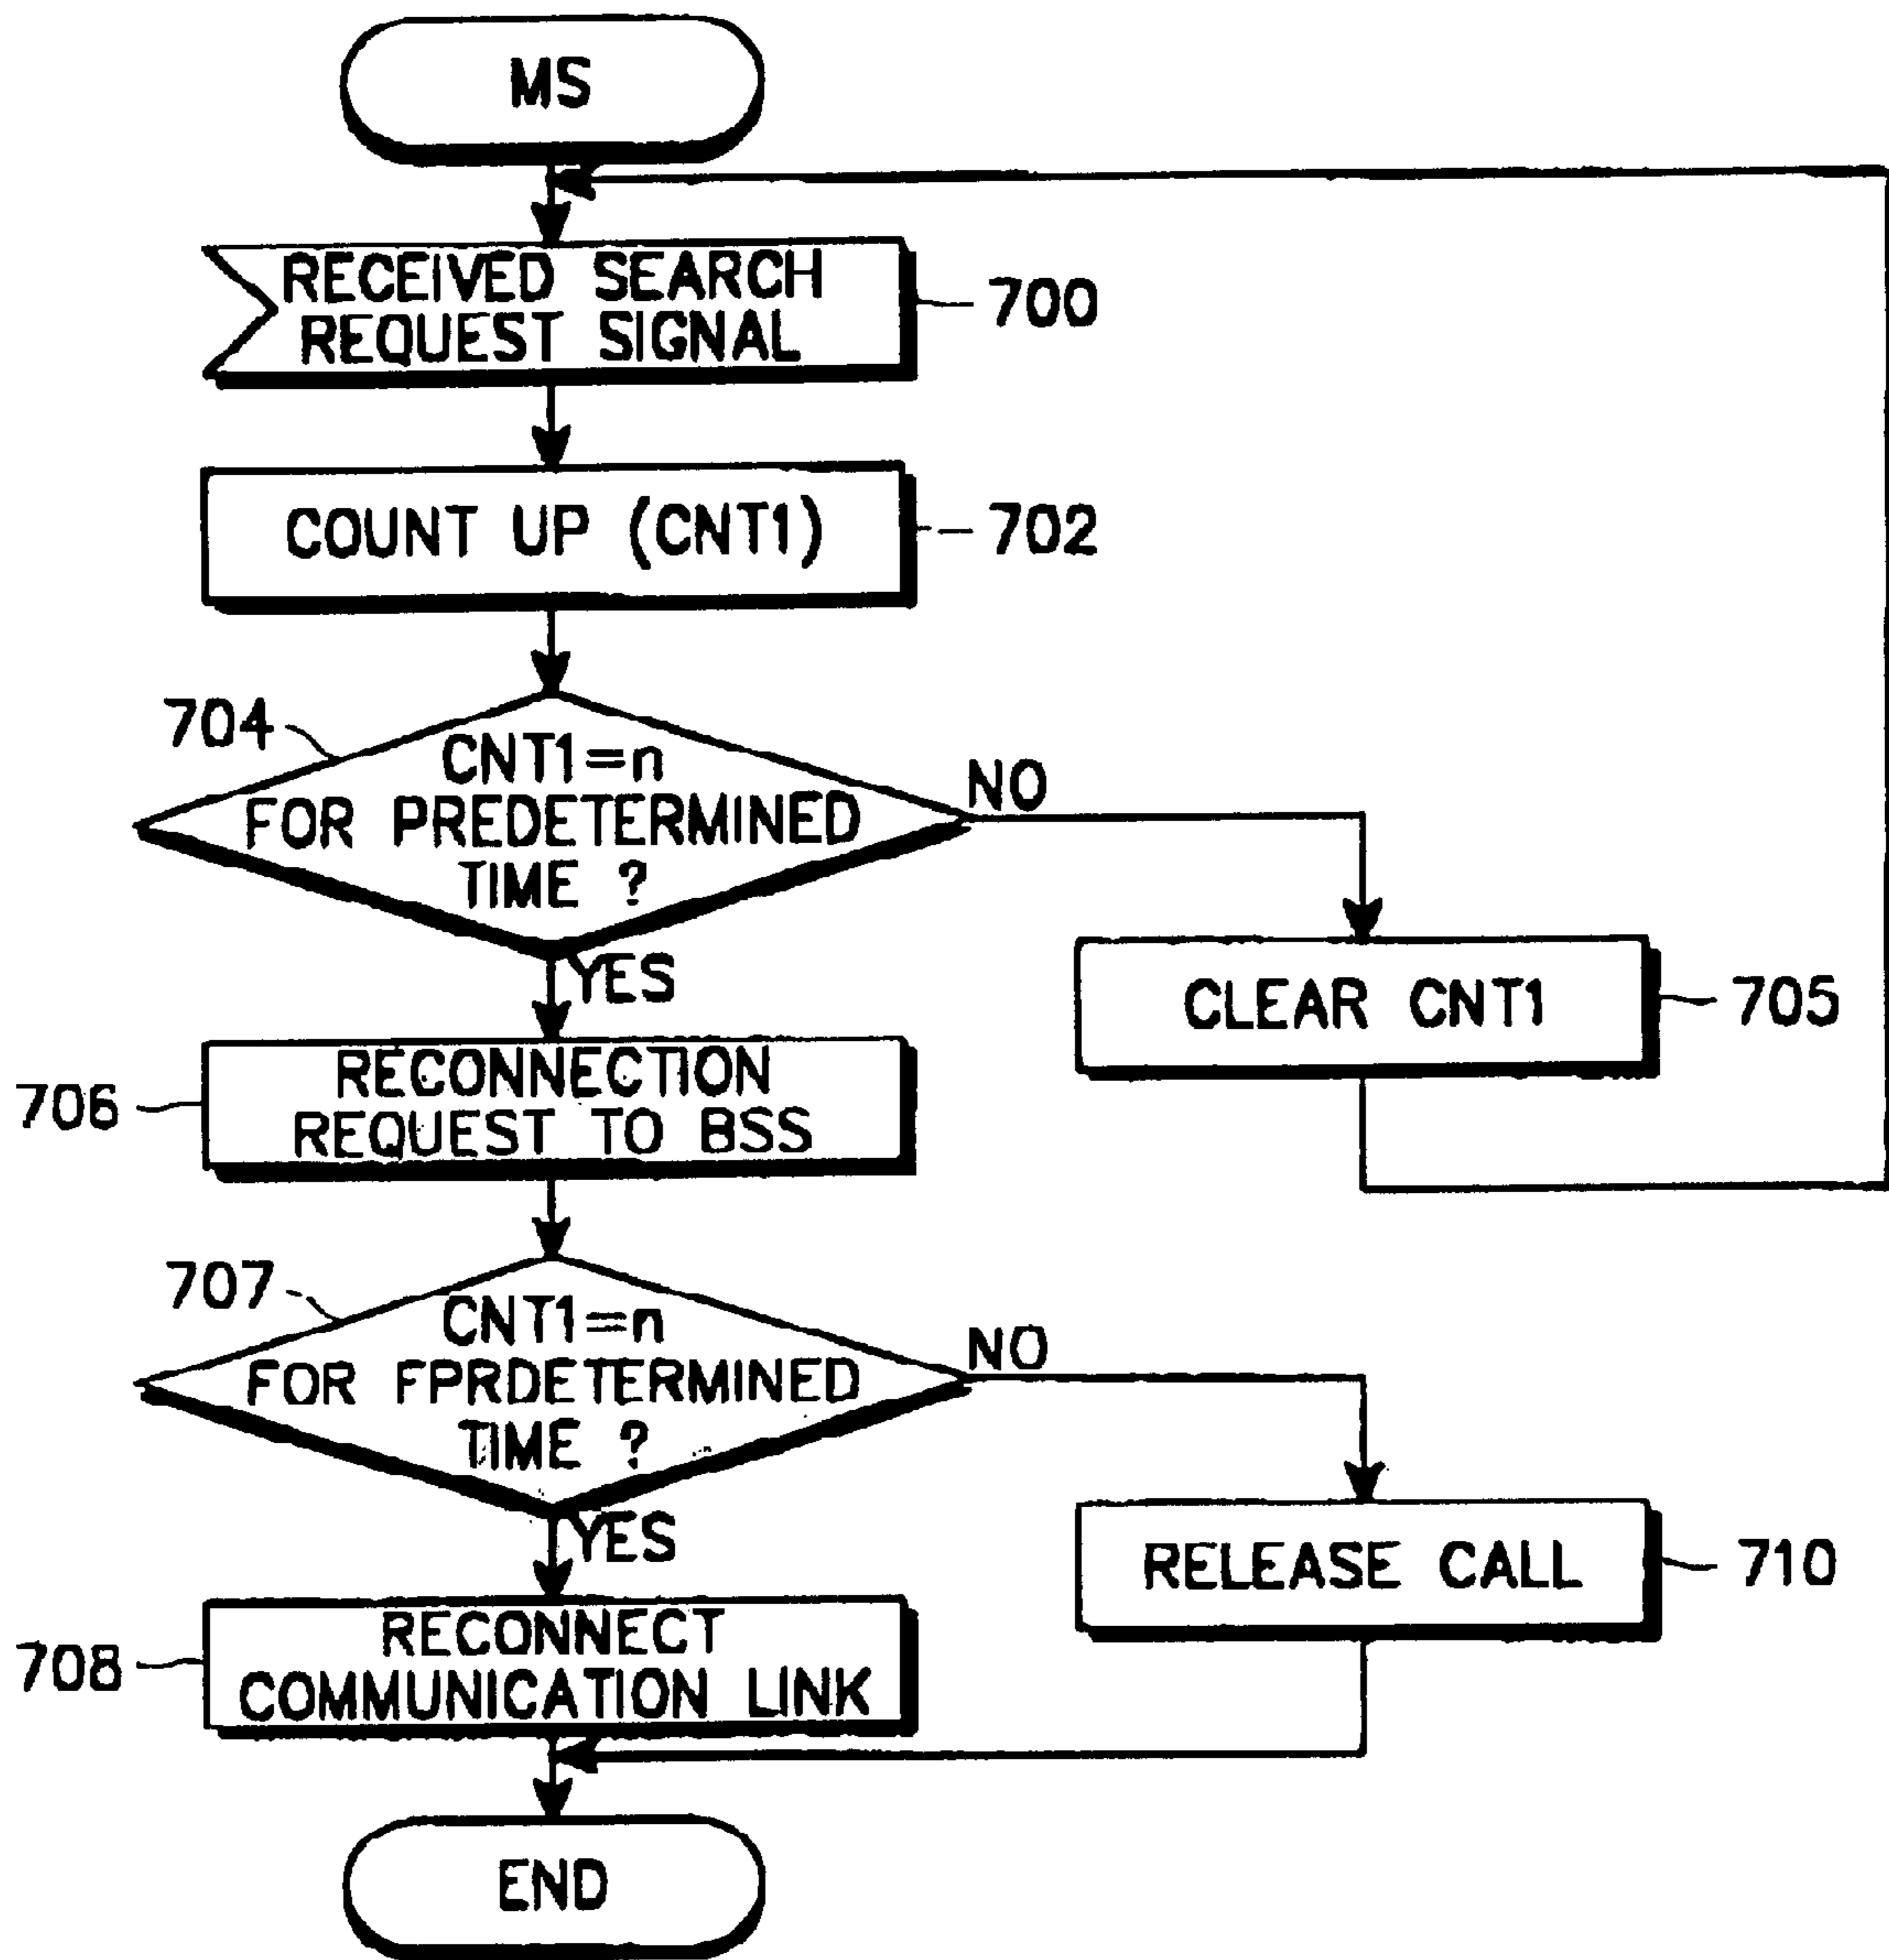 MS
RECEIVED SEARCH
REQUEST SIGNAL
700
COUNT UP (CNT1)
702
704
CNT1=n
FOR PREDETERMINED
TIME ?
NO
YES
CLEAR CNT1
705
706
RECONNECTION
REQUEST TO BSS
707
CNT1=n
FOR FPRDETERMINED
TIME ?
NO
YES
RELEASE CALL
710
708
RECONNECT
COMMUNICATION LINK
END